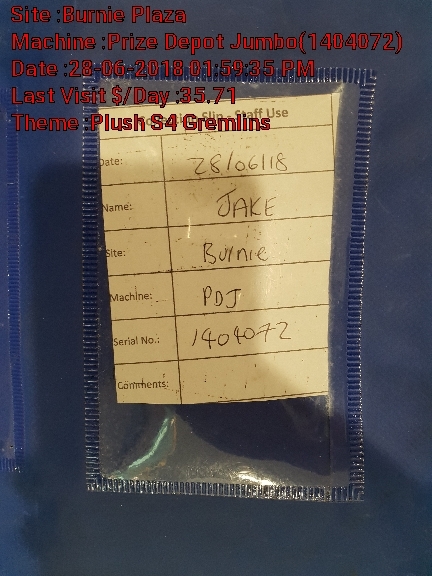 Site :Burnie Plaza
Machine :Prize Depot Jumbo(1404072)
Date :28-06-2018 01:59:35 PM
Last Visit $/Day :35.71
Theme :Plush S4 Gremlins
Slip - Staff Use
Date: 28/06/18
Name: JAKE
Site: Burnie
Machine: PDJ
Serial No.: 1404072
Comments: